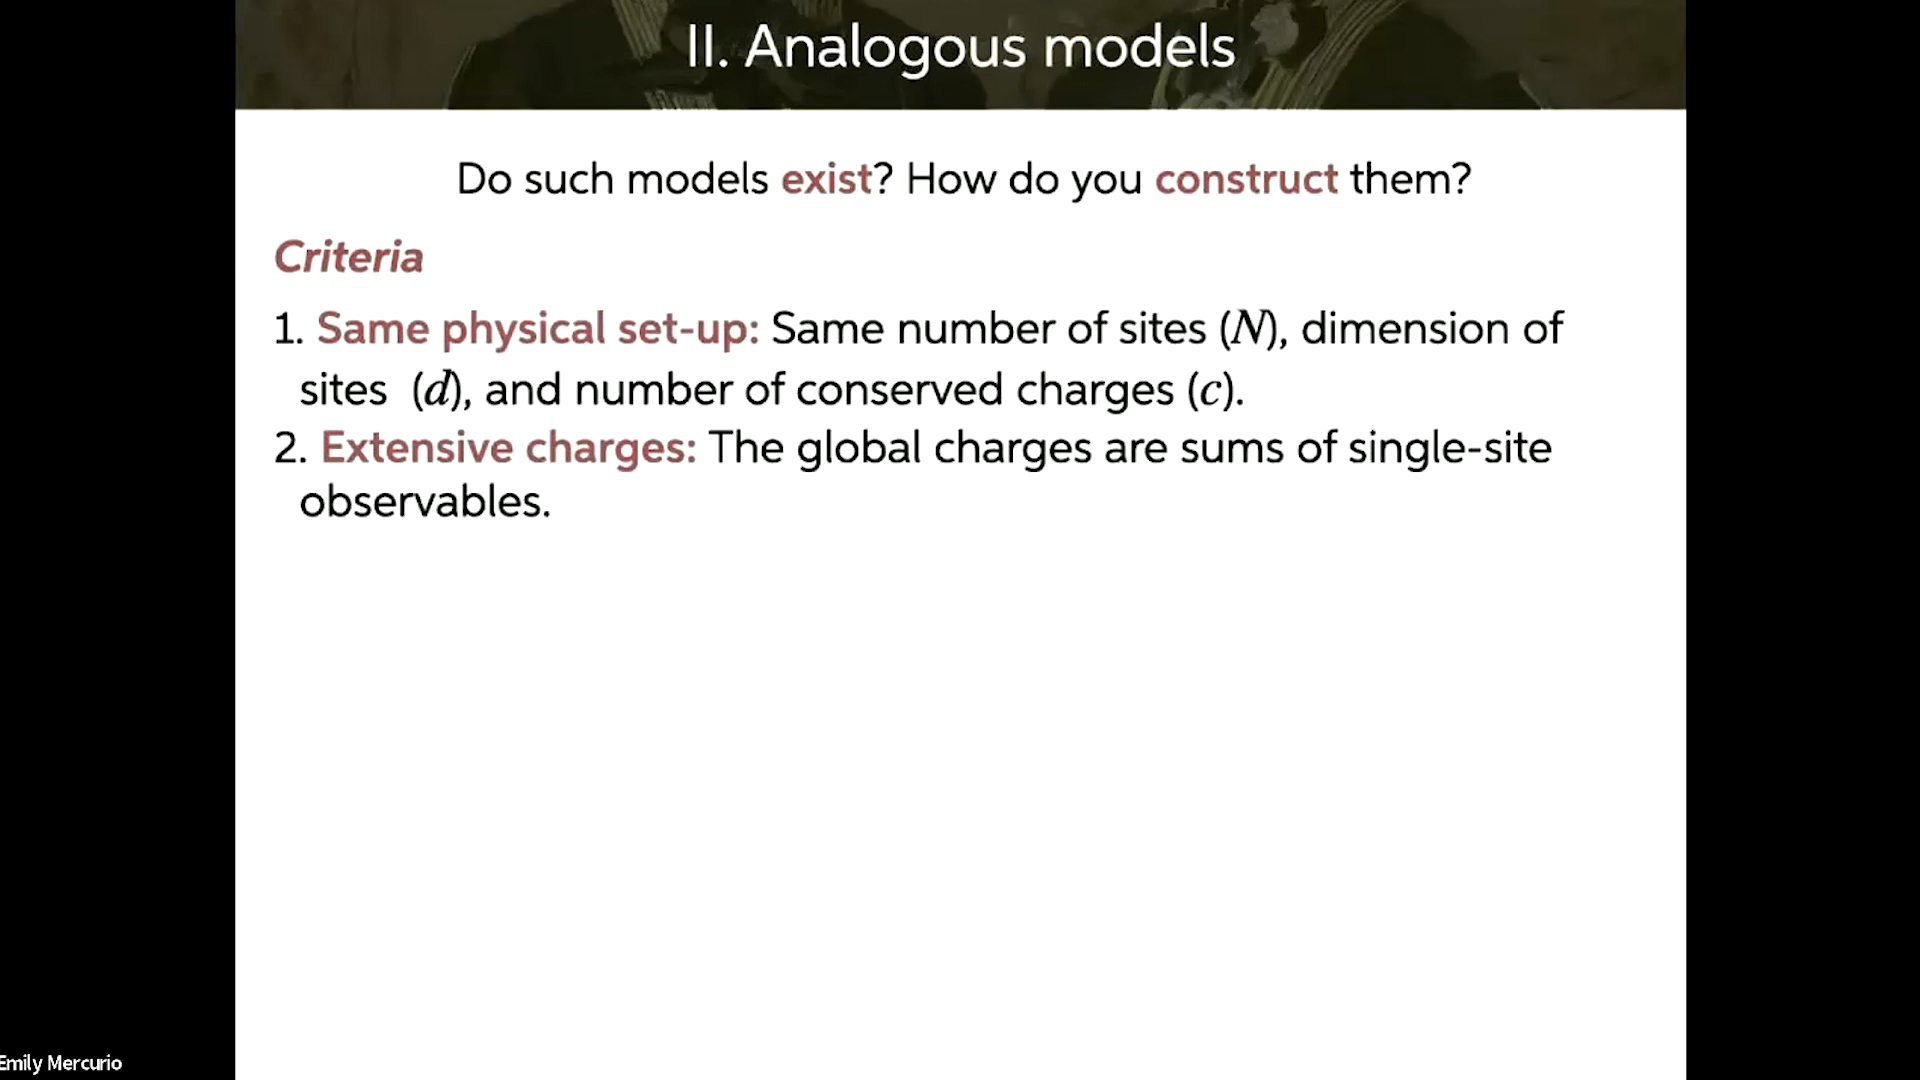 II. Analogous models
Do such models exist? How do you construct them?
Criteria
1. Same physical set-up: Same number of sites (N), dimension of
sites (d), and number of conserved charges (c).
2. Extensive charges: The global charges are sums of single-site
observables.
Emily Mercurio